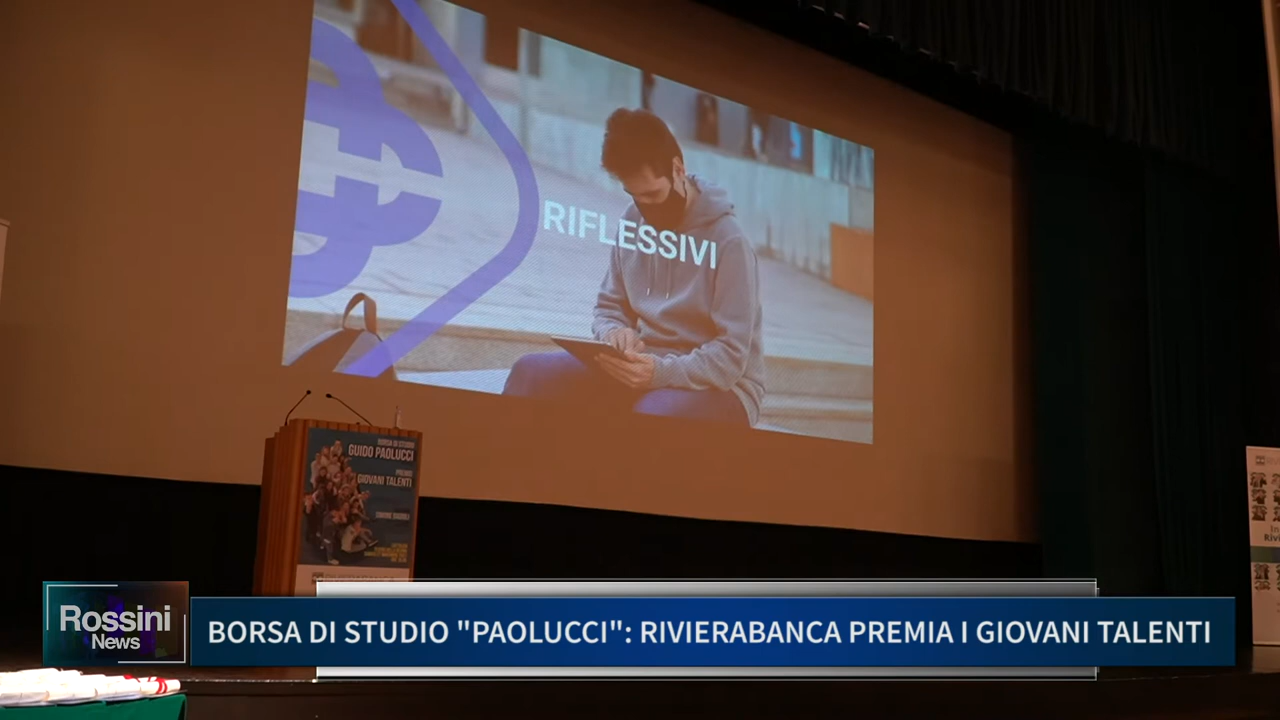 RIFLESSIVI
BORSA DI STUDIO
GUIDO PAOLUCCI
PREMIO
GIOVANI TALENTI
Rossini
News
BORSA DI STUDIO "PAOLUCCI": RIVIERABANCA PREMIA I GIOVANI TALENTI